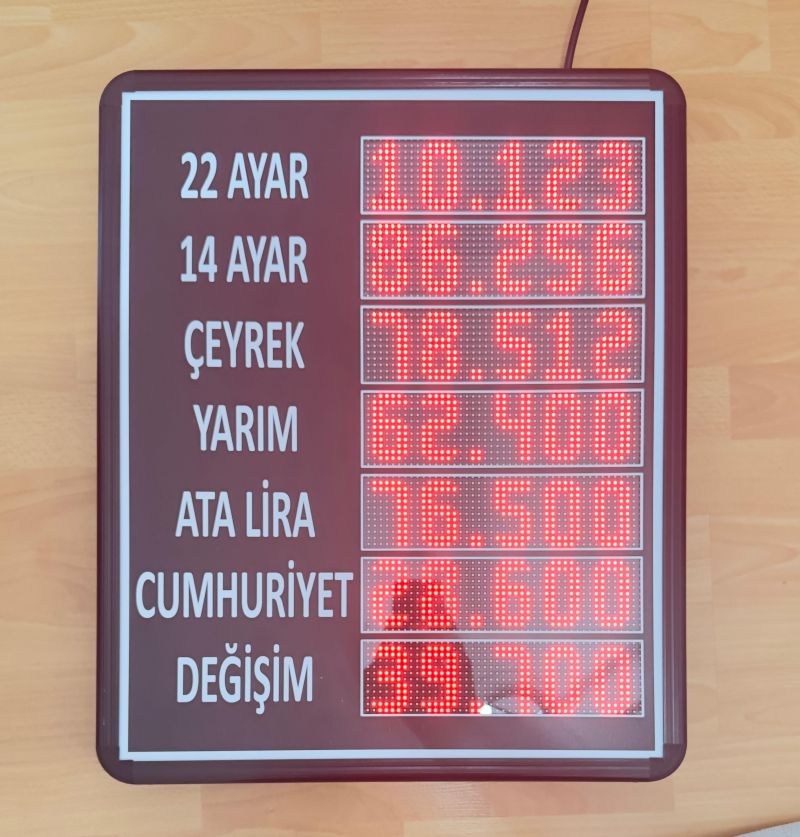 22 AYAR 10.123
14 AYAR 86.256
ÇEYREK 78.512
YARIM 62.400
ATA LİRA 76.500
CUMHURİYET
DEĞİŞİM